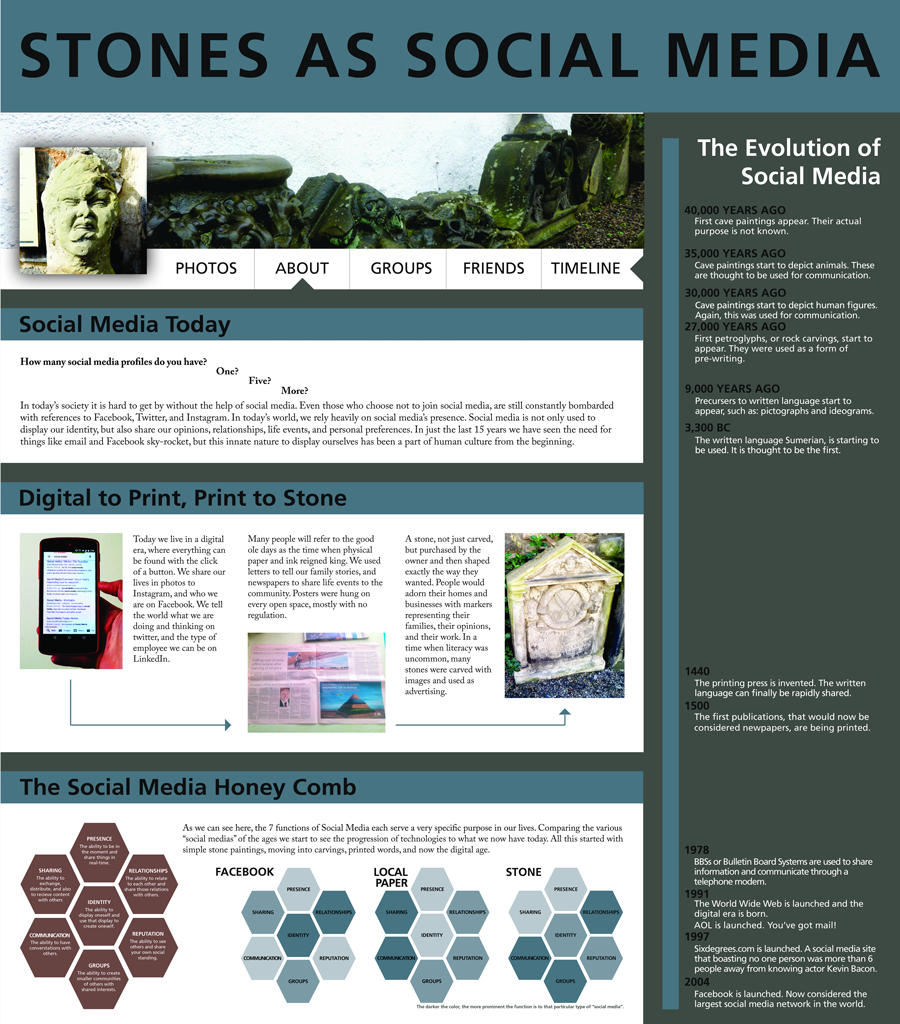 STONES AS SOCIAL MEDIA
PHOTOS
ABOUT
GROUPS
FRIENDS
TIMELINE
Social Media Today
How many social media profiles do you have?
One?
Five?
More?
In today's society it is hard to get by without the help of social media. Even those who choose not to join social media, are still constantly bombarded
with references to Facebook, Twitter, and Instagram. In today's world, we rely heavily on social media's presence. Social media is not only used to
display our identity, but also share our opinions, relationships, life events, and personal preferences. In just the last 15 years we have seen the need for
things like email and Facebook sky-rocket, but this innate nature to display ourselves has been a part of human culture from the beginning.
Digital to Print, Print to Stone
Today we live in a digital
era, where everything can
be found with the click
of a button. We share our
lives in photos to
Instagram, and who we
are on Facebook. We tell
the world what we are
doing and thinking on
twitter, and the type of
employee we can be on
LinkedIn.
Many people will refer to the good
ole days as the time when physical
paper and ink reigned king. We used
letters to tell our family stories, and
newspapers to share life events to the
community. Posters were hung on
every open space, mostly with no
regulation.
A stone, not just carved,
but purchased by the
owner and then shaped
exactly the way they
wanted. People would
adorn their homes and
businesses with markers
representing their
families, their opinions,
and their work. In a
time when literacy was
uncommon, many
stones were carved with
images and used as
advertising.
The Social Media Honey Comb
PRESENCE
The ability to be in
the moment and
share things in
real-time.
SHARING
The ability to
exchange,
distribute, and also
to recieve content
with others
RELATIONSHIPS
The ability to relate
to each other and
share those relations
with others.
IDENTITY
The ability to
display oneself and
use that display to
create oneself.
COMMUNICATION
The ability to have
converstations with
others.
REPUTATION
The ability to see
others and share
your own social
standing.
GROUPS
The ability to create
smaller communities
of others with
shared interests.
As we can see here, the 7 functions of Social Media each serve a very specific purpose in our lives. Comparing the various
"social medias" of the ages we start to see the progression of technologies to what we now have today. All this started with
simple stone paintings, moving into carvings, printed words, and now the digital age.
FACEBOOK
PRESENCE
SHARING
RELATIONSHIPS
IDENTITY
COMMUNICATION
REPUTATION
GROUPS
LOCAL
PAPER
PRESENCE
SHARING
RELATIONSHIPS
IDENTITY
COMMUNICATION
REPUTATION
GROUPS
STONE
PRESENCE
SHARING
RELATIONSHIPS
IDENTITY
COMMUNICATION
REPUTATION
GROUPS
The darker the color, the more prominent the function is to that particular type of "social media".
The Evolution of
Social Media
40,000 YEARS AGO
First cave paintings appear. Their actual
purpose is not known.
35,000 YEARS AGO
Cave paintings start to depict animals. These
are thought to be used for communication.
30,000 YEARS AGO
Cave paintings start to depict human figures.
Again, this was used for communication.
27,000 YEARS AGO
First petroglyphs, or rock carvings, start to
appear. They were used as a form of
pre-writing.
9,000 YEARS AGO
Precursers to written language start to
appear, such as: pictographs and ideograms.
3,300 BC
The written language Sumerian, is starting to
be used. It is thought to be the first.
1440
The printing press is invented. The written
language can finally be rapidly shared.
1500
The first publications, that would now be
considered newpapers, are being printed.
1978
BBSs or Bulletin Board Systems are used to share
information and communicate through a
telephone modem.
1991
The World Wide Web is launched and the
digital era is born.
AOL is launched. You've got mail!
1997
Sixdegrees.com is launched. A social media site
that boasting no one person was more than 6
people away from knowing actor Kevin Bacon.
2004
Facebook is launched. Now considered the
largest social media network in the world.